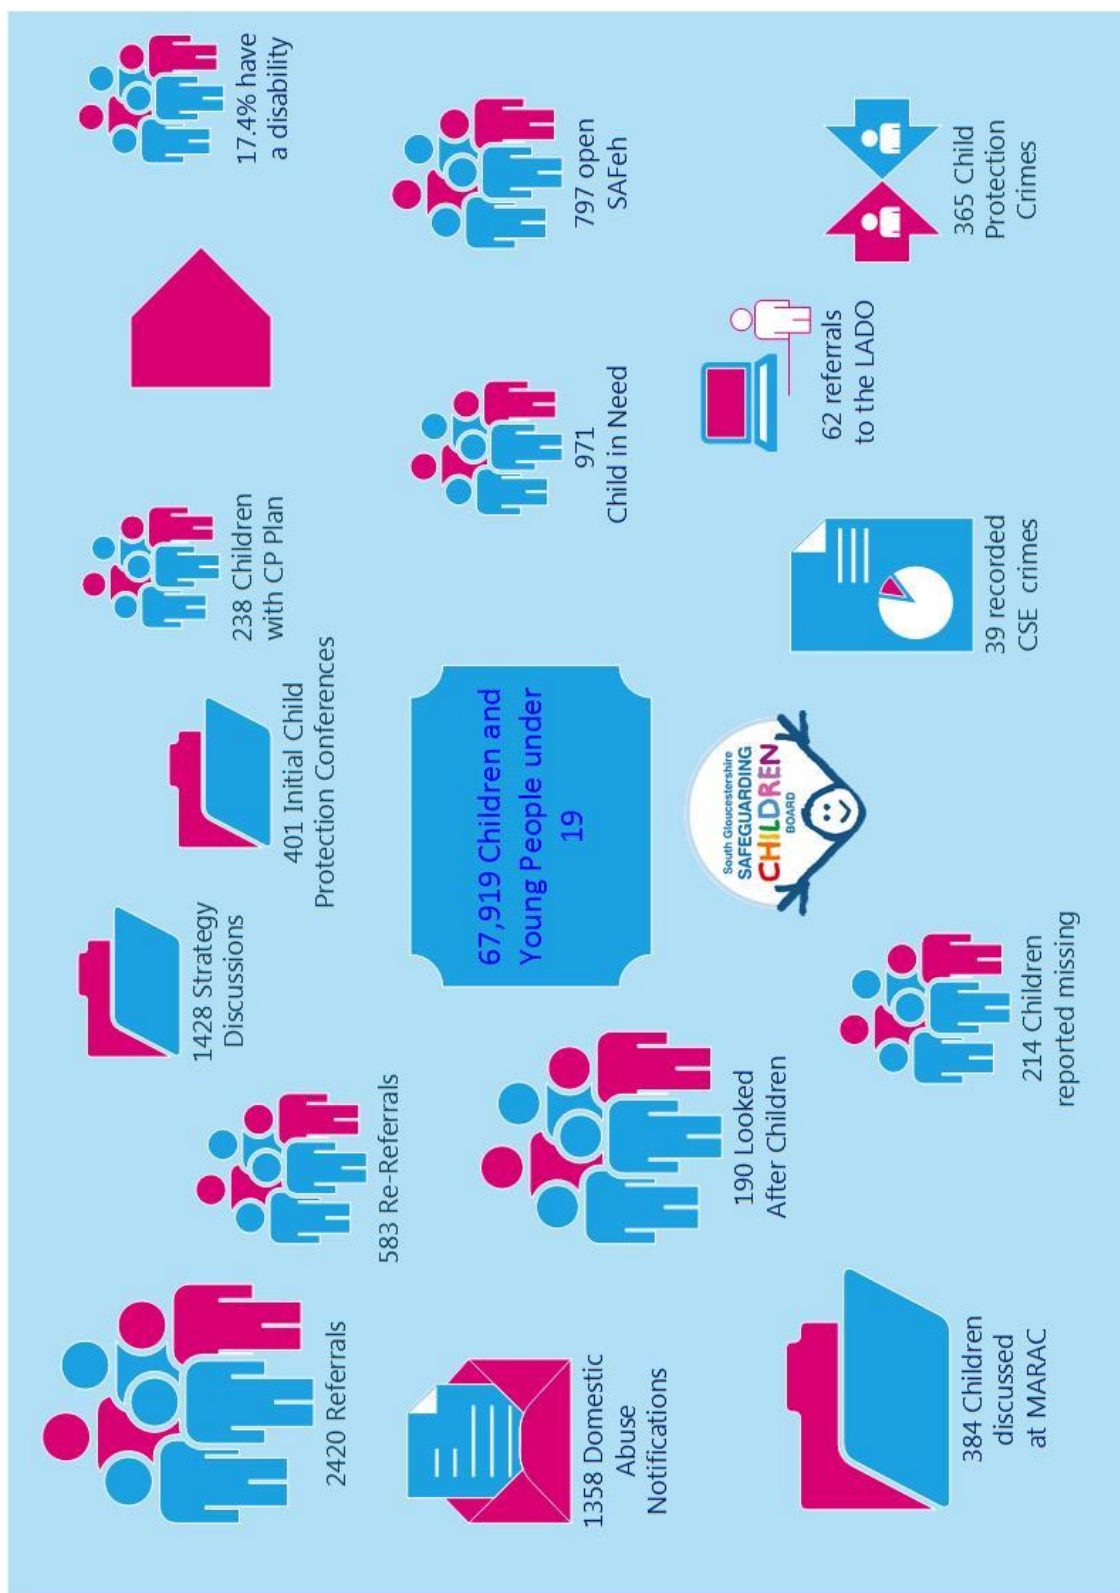 2420 Referrals
583 Re-Referrals
1428 Strategy
Discussions
401 Initial Child
Protection Conferences
238 Children
with CP Plan
17.4% have
a disability
1358 Domestic
Abuse
Notifications
190 Looked
After Children
67,919 Children and
Young People under
19
971
Child in Need
797 open
SAFeh
384 Children
discussed
at MARAC
214 Children
reported missing
South Gloucestershire
SAFEGUARDING
CHILDREN
BOARD
39 recorded
CSE crimes
62 referrals
to the LADO
365 Child
Protection
Crimes